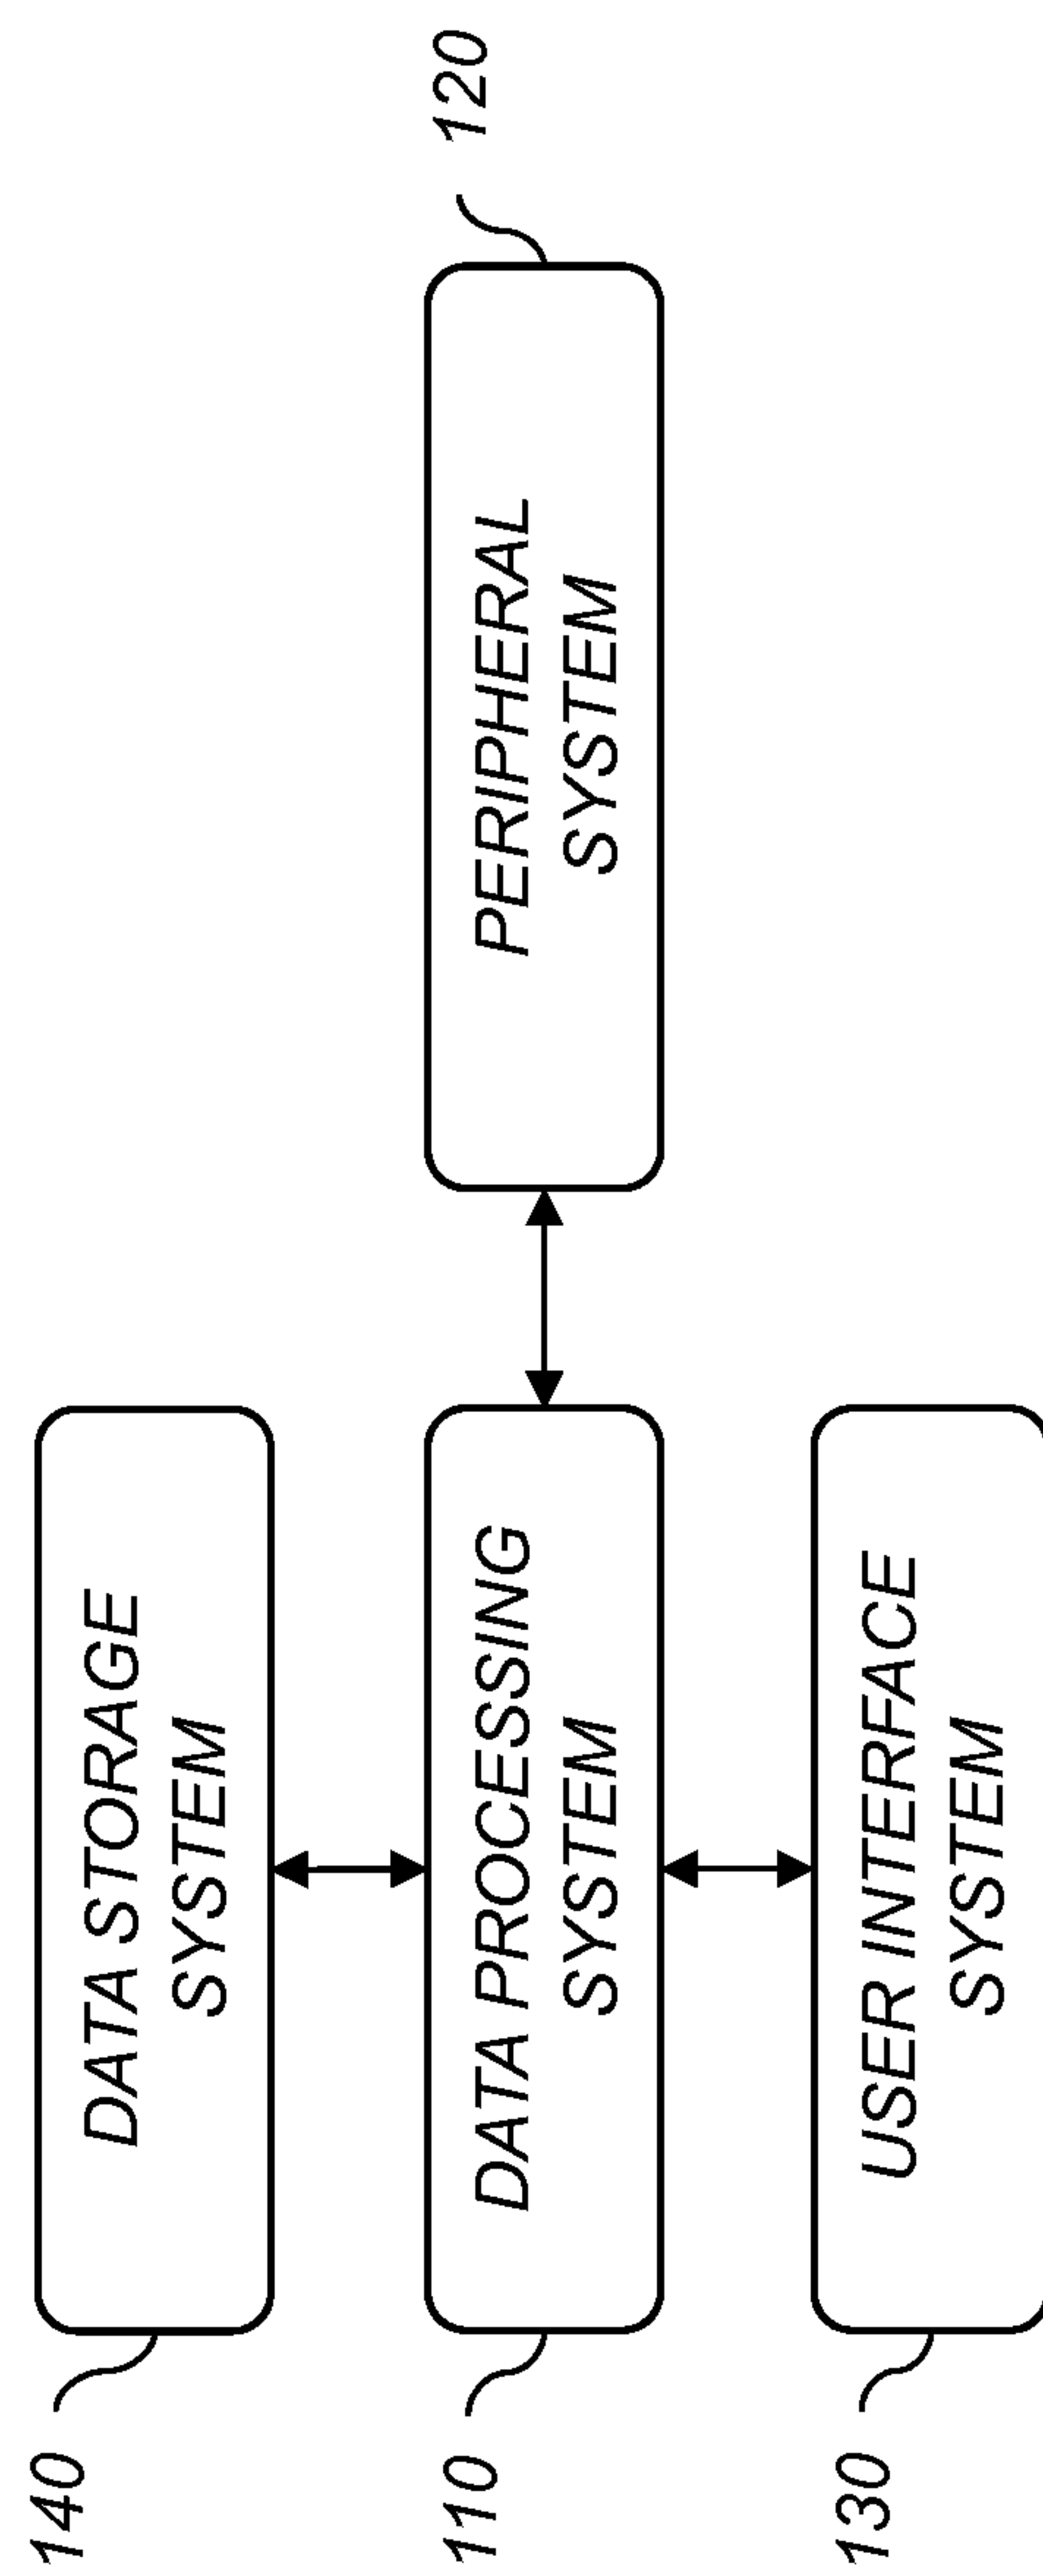 140
DATA STORAGE
SYSTEM
110
DATA PROCESSING
SYSTEM
PERIPHERAL
SYSTEM
120
130
USER INTERFACE
SYSTEM